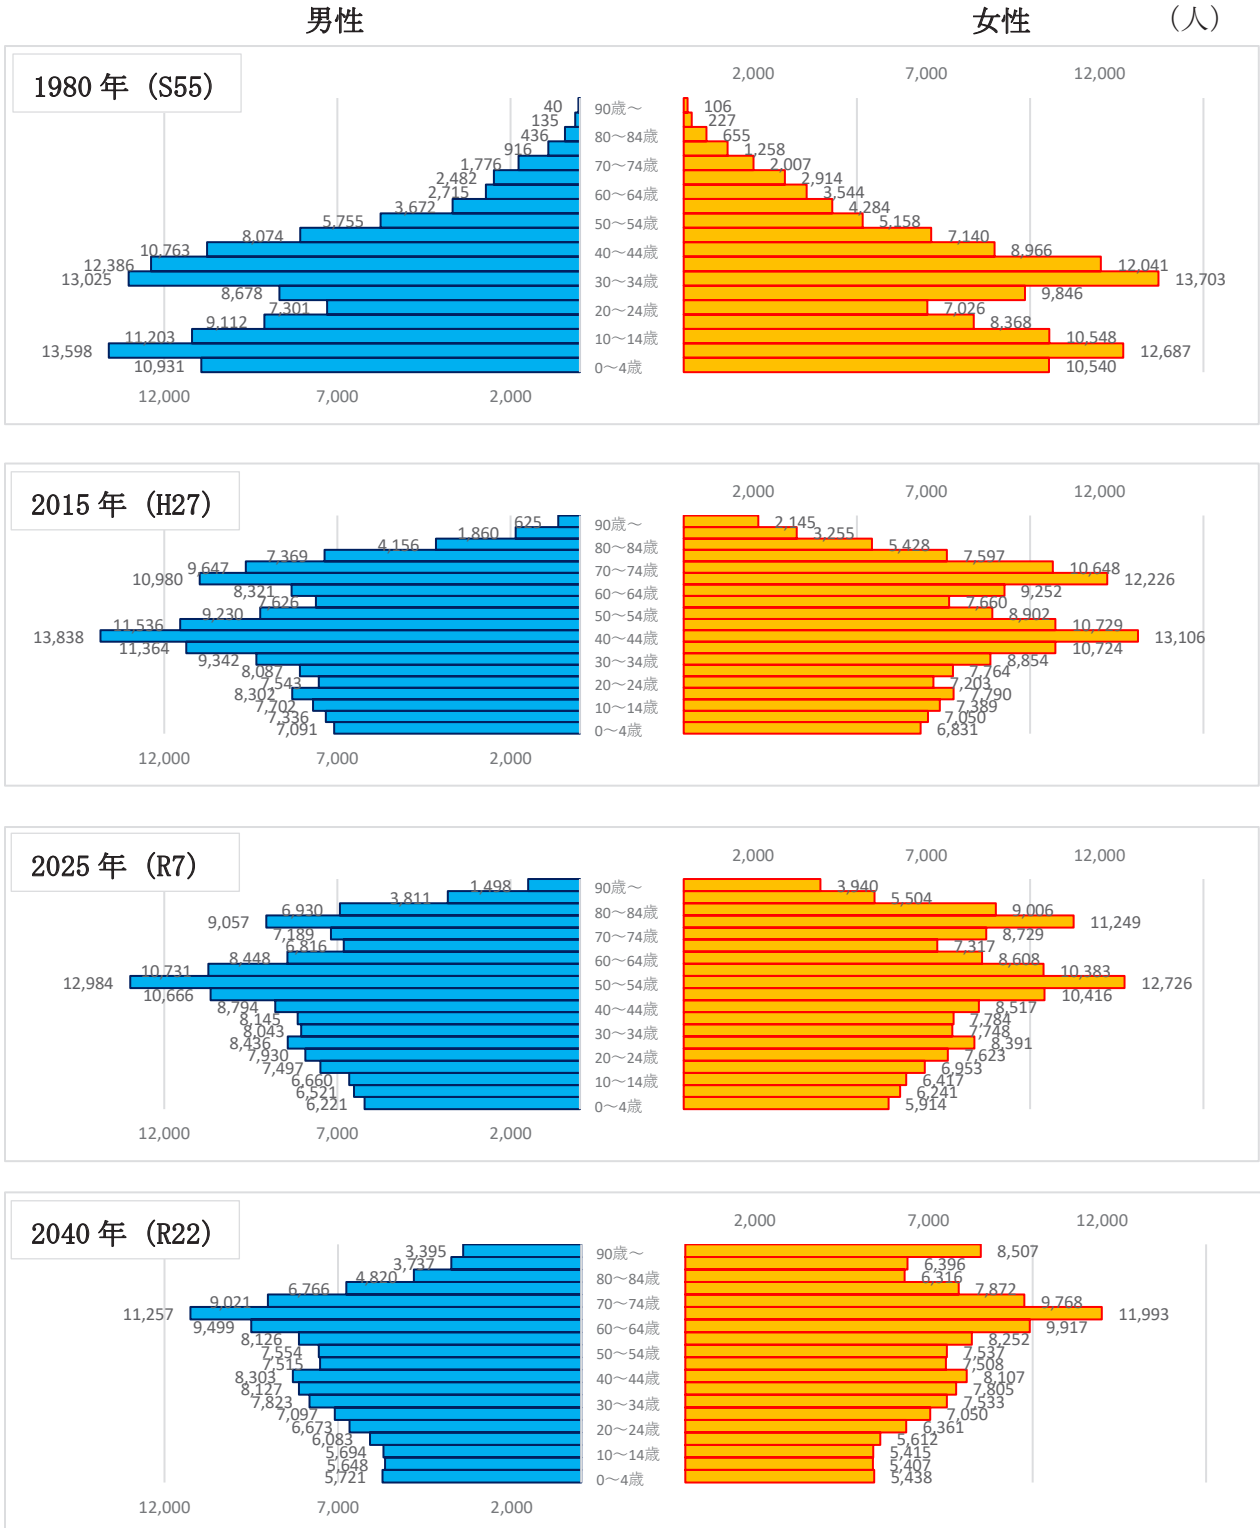 男性 女性 （人）
1980 年（S55）
2,000 7,000 12,000
40 90歳～ 106
135 227
436 80～84歳 655
916 1,258
1,776 70～74歳 2,007
2,482 2,914
2,715 60～64歳 3,544
3,672 4,284
5,755 50～54歳 5,158
8,074 7,140
10,763 40～44歳 8,966
12,386 12,041
13,025 30～34歳 13,703
8,678 9,846
7,301 20～24歳 7,026
9,112 8,368
11,203 10～14歳 10,548
13,598 12,687
10,931 0～4歳 10,540
12,000 7,000 2,000
2015 年（H27）
2,000 7,000 12,000
625 90歳～ 2,145
1,860 3,255
4,156 80～84歳 5,428
7,369 7,597
9,647 70～74歳 10,648
10,980 12,226
8,321 60～64歳 9,252
7,626 7,660
9,230 50～54歳 8,902
11,536 10,729
13,838 40～44歳 13,106
11,364 10,724
9,342 30～34歳 8,854
8,087 7,764
7,543 20～24歳 7,203
8,302 7,790
7,702 10～14歳 7,389
7,336 7,050
7,091 0～4歳 6,831
12,000 7,000 2,000
2025 年（R7）
2,000 7,000 12,000
1,498 90歳～ 3,940
3,811 5,504
6,930 80～84歳 9,006
9,057 11,249
7,189 70～74歳 8,729
6,816 7,317
8,448 60～64歳 8,608
10,731 10,383
12,984 50～54歳 12,726
10,666 10,416
8,794 40～44歳 8,517
8,145 7,784
8,043 30～34歳 7,748
8,436 8,391
7,930 20～24歳 7,623
7,497 6,953
6,660 10～14歳 6,417
6,521 6,241
6,221 0～4歳 5,914
12,000 7,000 2,000
2040 年（R22）
2,000 7,000 12,000
3,395 90歳～ 8,507
3,737 6,396
4,820 80～84歳 6,316
6,766 7,872
9,021 70～74歳 9,768
11,257 11,993
9,499 60～64歳 9,917
8,126 8,252
7,554 50～54歳 7,537
7,515 7,508
8,303 40～44歳 8,107
8,127 7,805
7,823 30～34歳 7,533
7,097 7,050
6,673 20～24歳 6,361
6,083 5,612
5,694 10～14歳 5,415
5,648 5,407
5,721 0～4歳 5,438
12,000 7,000 2,000